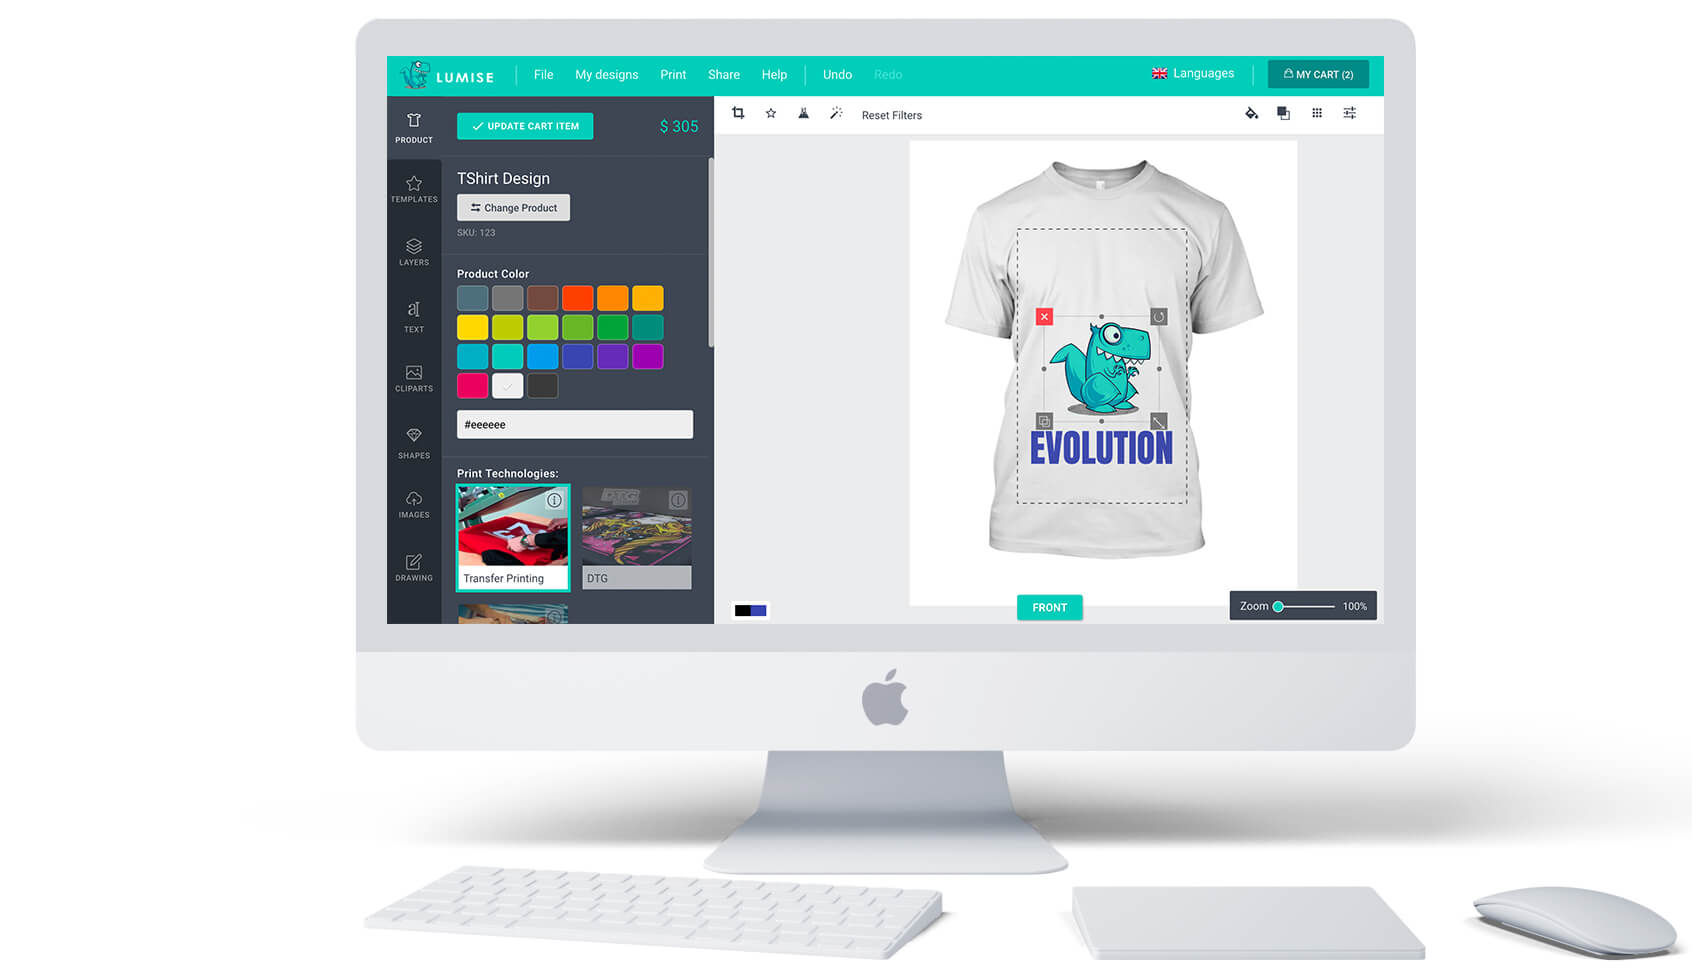 LUMISE
File
My designs
Print
Share
Help
Undo
Redo
Languages
MY CART (2)
PRODUCT
TEMPLATES
LAYERS
TEXT
CLIPARTS
SHAPES
IMAGES
DRAWING
UPDATE CART ITEM
$ 305
TShirt Design
Change Product
SKU: 123
Product Color
#eeeeee
Print Technologies:
DTG
Transfer Printing
DTG
Reset Filters
EVOLUTION
FRONT
Zoom
100%